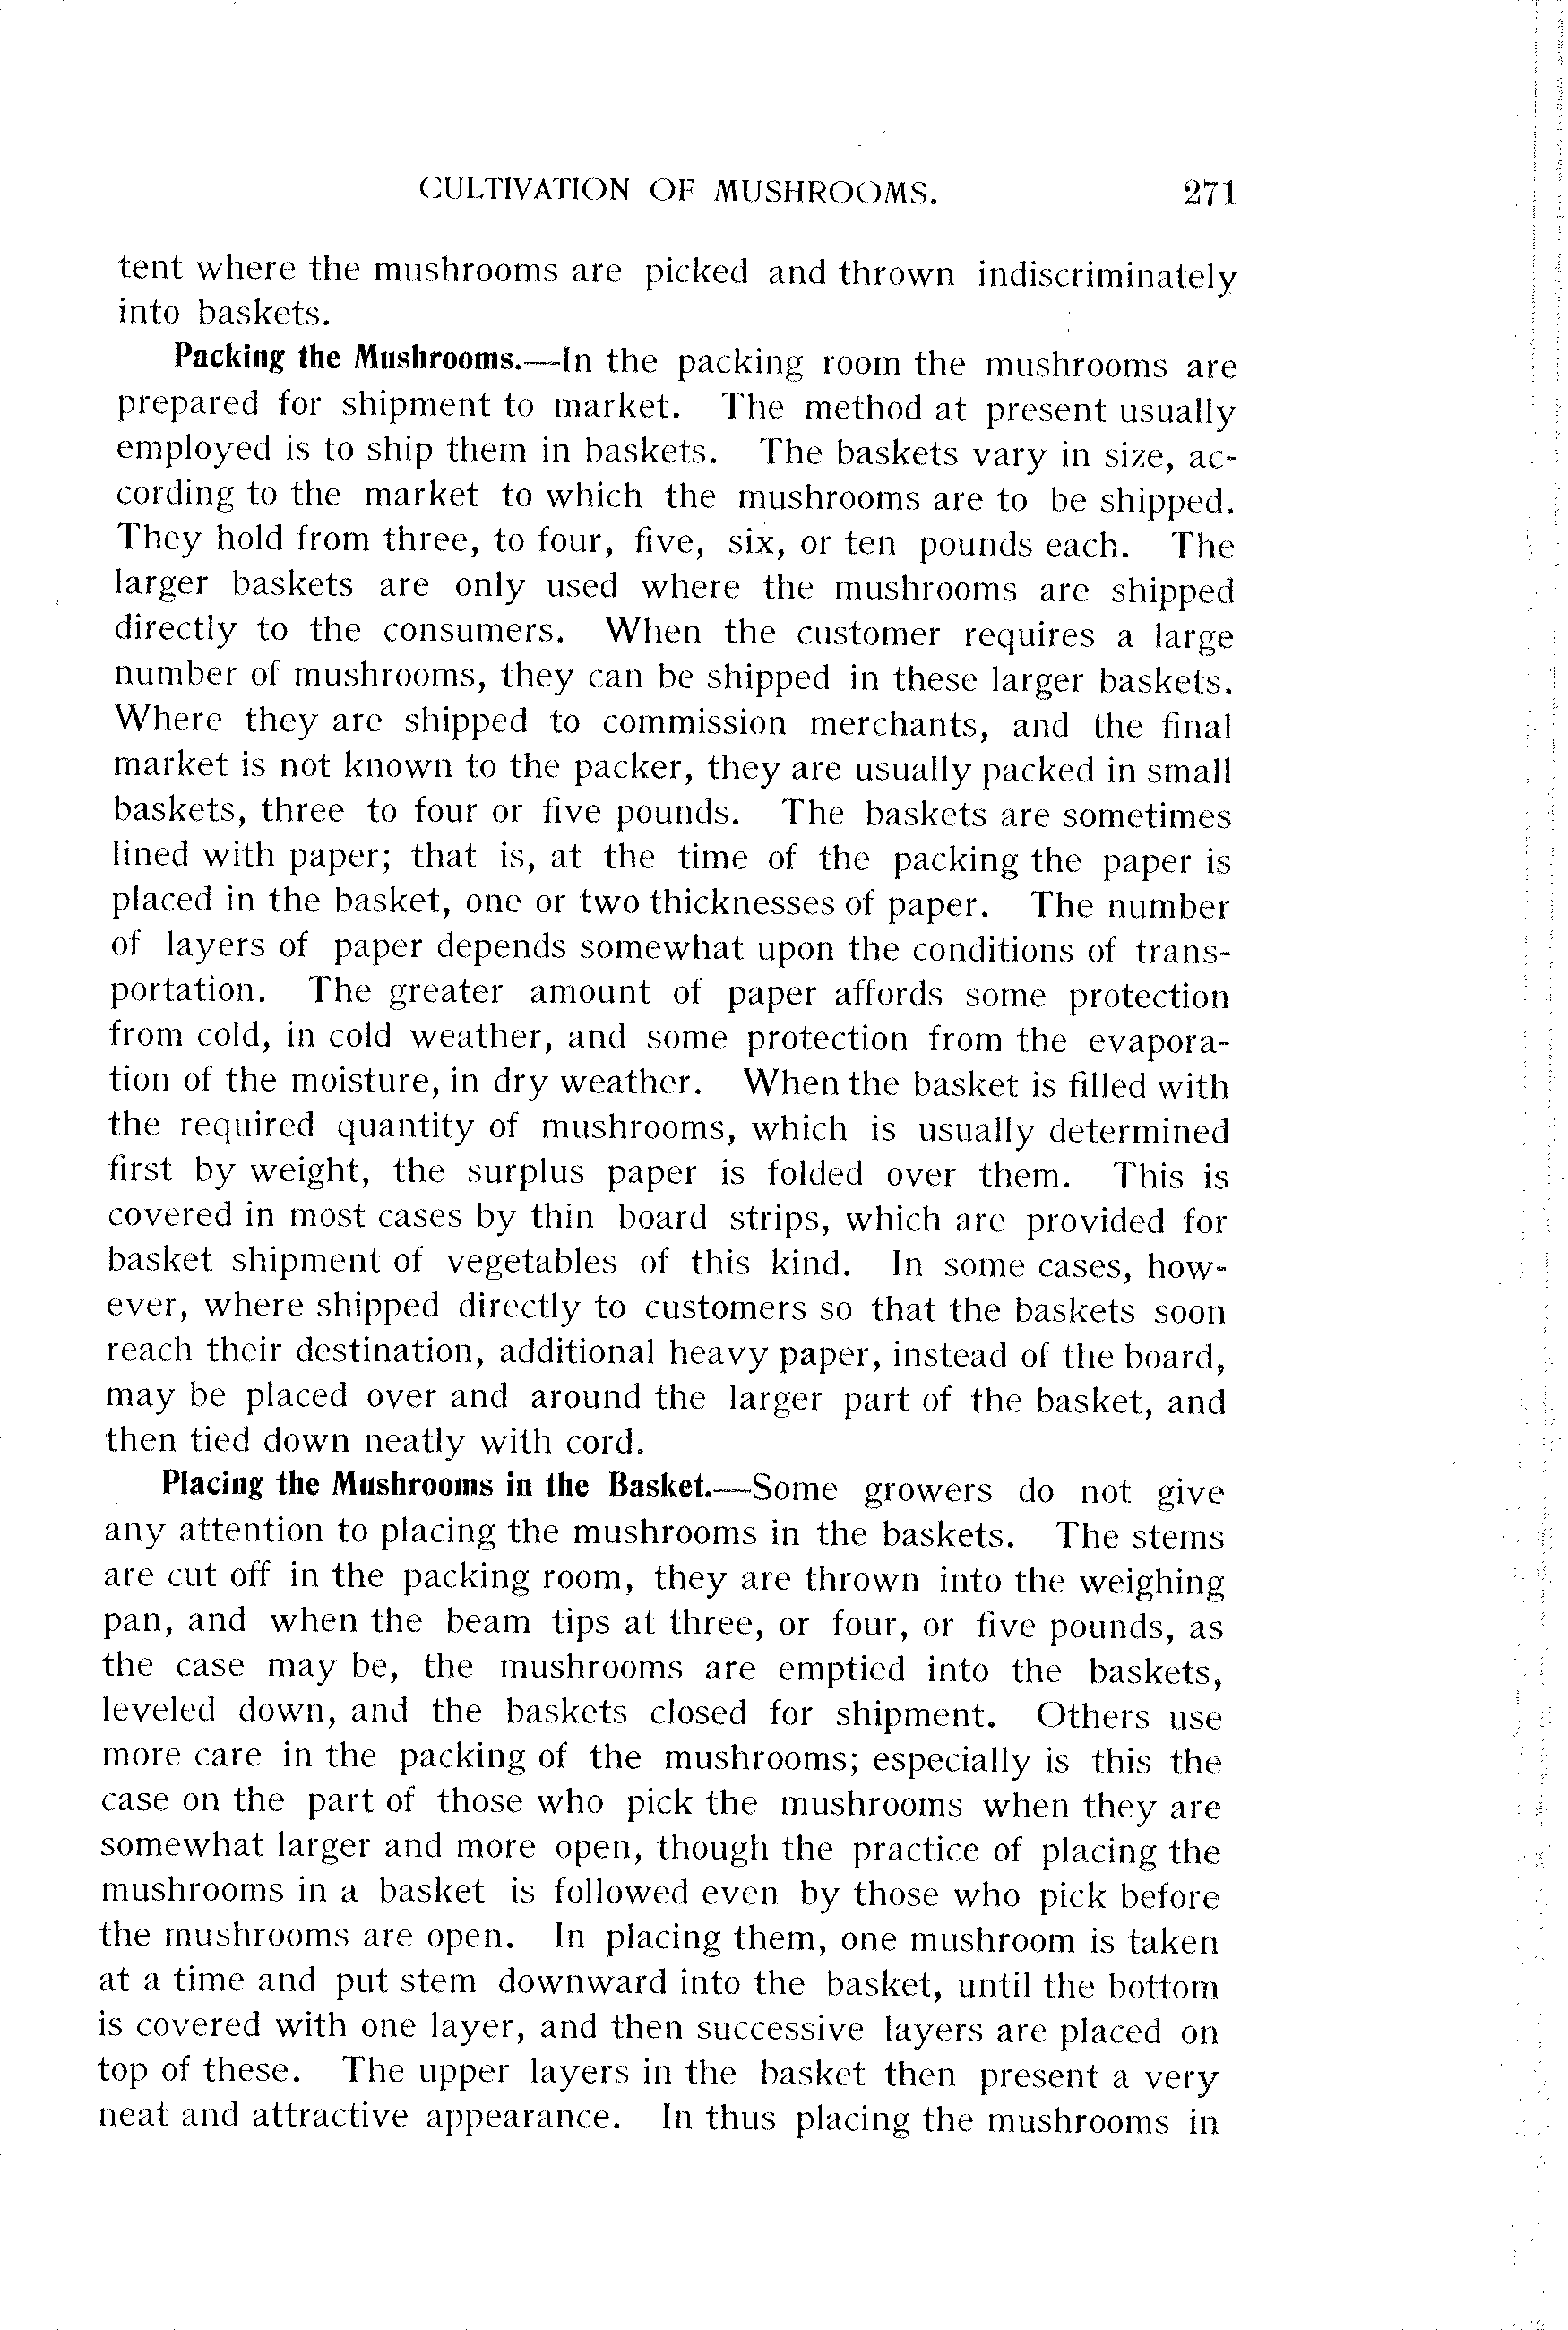 CULTIVATION OF MUSHROOMS. 271
tent where the mushrooms are picked and thrown indiscriminately
into baskets.
Packing the Mushrooms.—In the packing room the mushrooms are
prepared for shipment to market. The method at present usually
employed is to ship them in baskets. The baskets vary in size, ac-
cording to the market to which the mushrooms are to be shipped.
They hold from three, to four, five, six, or ten pounds each. The
larger baskets are only used where the mushrooms are shipped
directly to the consumers. When the customer requires a large
number of mushrooms, they can be shipped in these larger baskets.
Where they are shipped to commission merchants, and the final
market is not known to the packer, they are usually packed in small
baskets, three to four or five pounds. The baskets are sometimes
lined with paper; that is, at the time of the packing the paper is
placed in the basket, one or two thicknesses of paper. The number
of layers of paper depends somewhat upon the conditions of trans-
portation. The greater amount of paper affords some protection
from cold, in cold weather, and some protection from the evapora-
tion of the moisture, in dry weather. When the basket is filled with
the required quantity of mushrooms, which is usually determined
first by weight, the surplus paper is folded over them. This is
covered in most cases by thin board strips, which are provided for
basket shipment of vegetables of this kind. In some cases, how-
ever, where shipped directly to customers so that the baskets soon
reach their destination, additional heavy paper, instead of the board,
may be placed over and around the larger part of the basket, and
then tied down neatly with cord.
Placing the Mushrooms in the Basket.—Some growers do not give
any attention to placing the mushrooms in the baskets. The stems
are cut off in the packing room, they are thrown into the weighing
pan, and when the beam tips at three, or four, or five pounds, as
the case may be, the mushrooms are emptied into the baskets,
leveled down, and the baskets closed for shipment. Others use
more care in the packing of the mushrooms; especially is this the
case on the part of those who pick the mushrooms when they are
somewhat larger and more open, though the practice of placing the
mushrooms in a basket is followed even by those who pick before
the mushrooms are open. In placing them, one mushroom is taken
at a time and put stem downward into the basket, until the bottom
is covered with one layer, and then successive layers are placed on
top of these. The upper layers in the basket then present a very
neat and attractive appearance. In thus placing the mushrooms in